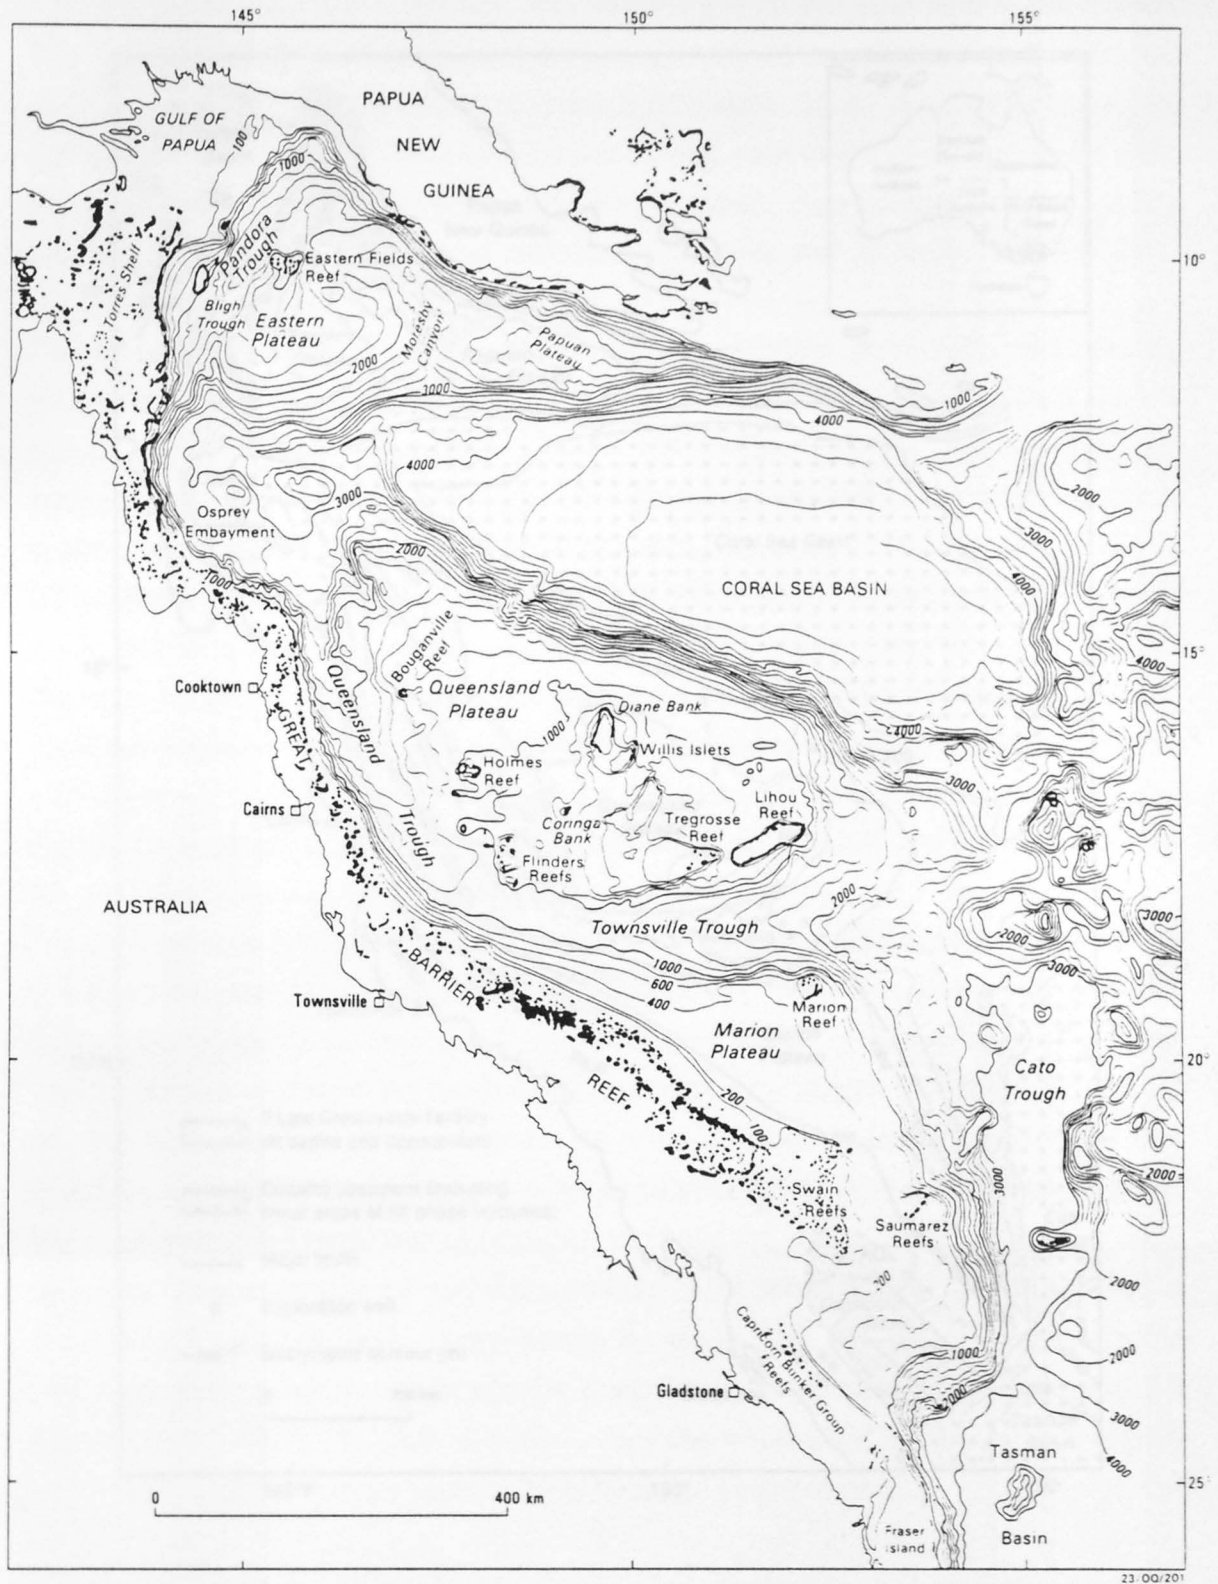 145°
150°
155°
PAPUA
GULF OF
PAPUA
100
NEW
1000
GUINEA
10°
Torres Shelf
Pandora
Trough
Eastern Fields
Reef
Bligh
Trough
Eastern
Plateau
Moresby
Canyon
Papuan
Plateau
2000
3000
1000
4000
4000
2000
3000
Osprey
Embayment
3000
2000
4000
1000
CORAL SEA BASIN
15°
4000
Bouganville
Reef
Cooktown
Queensland
Trough
Queensland
Plateau
Diane Bank
GREAT
1000
4000
Willis Islets
Holmes
Reef
3000
Cairns
Lihou
Reef
Coringa
Bank
Tregrosse
Reef
Flinders
Reefs
2000
AUSTRALIA
3000
Townsville Trough
2000
BARRIER
1000
3000
600
400
Townsville
Marion
Reef
Marion
Plateau
20°
Cato
Trough
REEF
200
100
3000
2000
Swain
Reefs
Saumarez
Reefs
200
2000
Capricorn Bunker Group
Reefs
1000
2000
Gladstone
2000
3000
4000
Tasman
Basin
25°
0
400 km
Fraser
Island
23/OQ/201